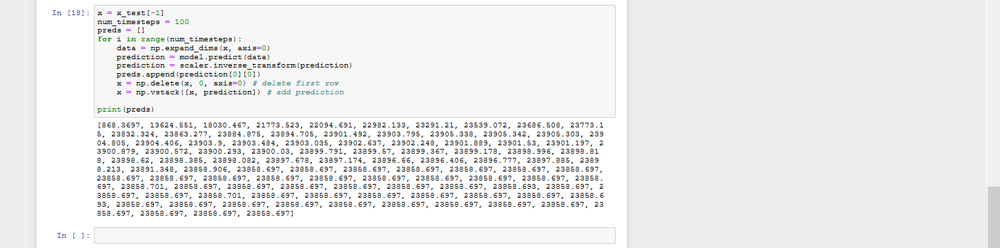 In [18]: x = x_test[-1]
num_timesteps = 100
preds = []
for i in range(num_timesteps):
    data = np.expand_dims(x, axis=0)
    prediction = model.predict(data)
    prediction = scaler.inverse_transform(prediction)
    preds.append(prediction[0][0])
    x = np.delete(x, 0, axis=0) # delete first row
    x = np.vstack([x, prediction]) # add prediction
print(preds)
[868.3697, 13624.551, 18030.467, 21773.523, 22094.691, 22982.133, 23291.21, 23539.072, 23686.508, 23773.1
5, 23832.324, 23863.277, 23884.875, 23894.705, 23901.492, 23903.795, 23905.338, 23905.342, 23905.303, 239
04.805, 23904.406, 23903.9, 23903.484, 23903.035, 23902.637, 23902.248, 23901.889, 23901.53, 23901.197, 2
3900.879, 23900.572, 23900.293, 23900.03, 23899.791, 23899.57, 23899.367, 23899.178, 23898.996, 23898.81
8, 23898.62, 23898.385, 23898.082, 23897.678, 23897.174, 23896.66, 23896.406, 23896.777, 23897.885, 2389
8.213, 23891.348, 23858.906, 23858.697, 23858.697, 23858.697, 23858.697, 23858.697, 23858.697, 23858.697,
23858.697, 23858.697, 23858.697, 23858.697, 23858.697, 23858.697, 23858.697, 23858.697, 23858.697, 23858.
697, 23858.701, 23858.697, 23858.697, 23858.697, 23858.697, 23858.697, 23858.697, 23858.693, 23858.697, 2
3858.697, 23858.697, 23858.701, 23858.697, 23858.697, 23858.697, 23858.697, 23858.697, 23858.697, 23858.6
93, 23858.697, 23858.697, 23858.697, 23858.697, 23858.697, 23858.697, 23858.697, 23858.697, 23858.697, 23
858.697, 23858.697, 23858.697, 23858.697]
In [ ]: